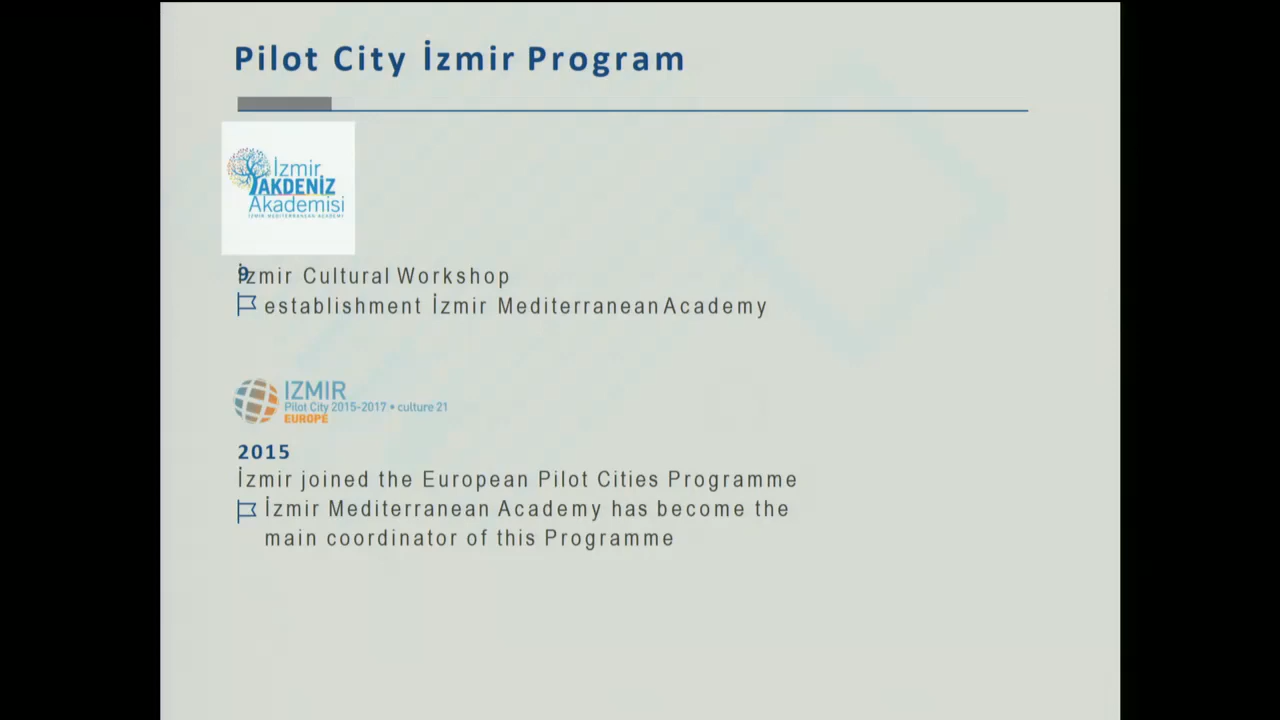 Pilot City İzmir Program
İzmir
AKDENİZ
Akademisi
İZMİR MEDITERRANEAN ACADEMY
9
İzmir Cultural Workshop
establishment İzmir Mediterranean Academy
IZMIR
Pilot City 2015-2017 • culture 21
EUROPE
2015
İzmir joined the European Pilot Cities Programme
İzmir Mediterranean Academy has become the
main coordinator of this Programme